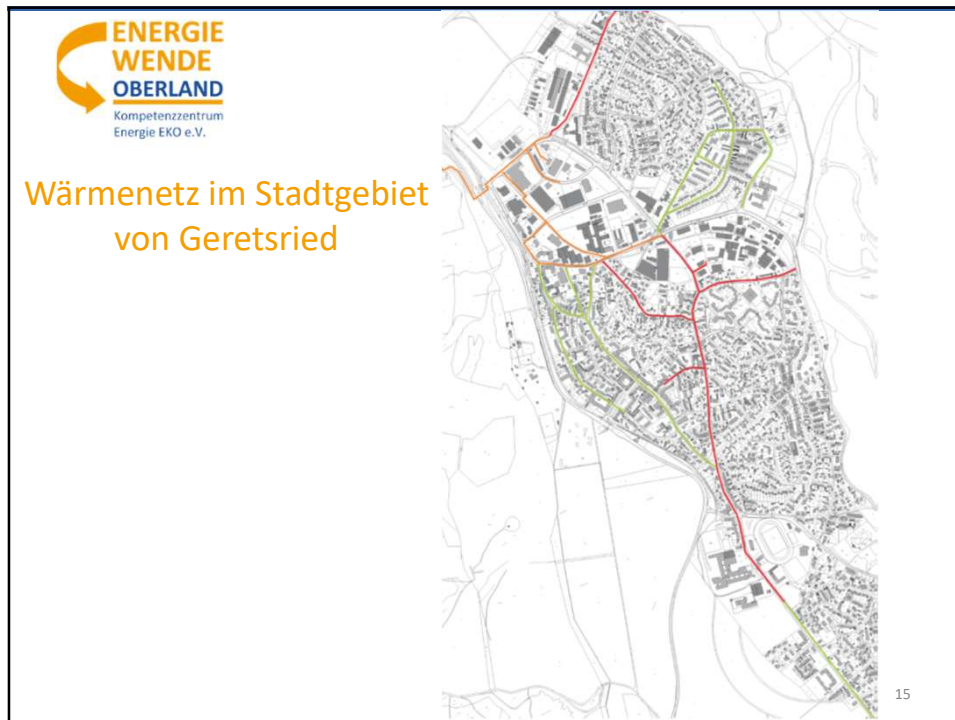 ENERGIE
WENDE
OBERLAND
Kompetenzzentrum
Energie EKO e.V.
Wärmenetz im Stadtgebiet
von Geretsried
15